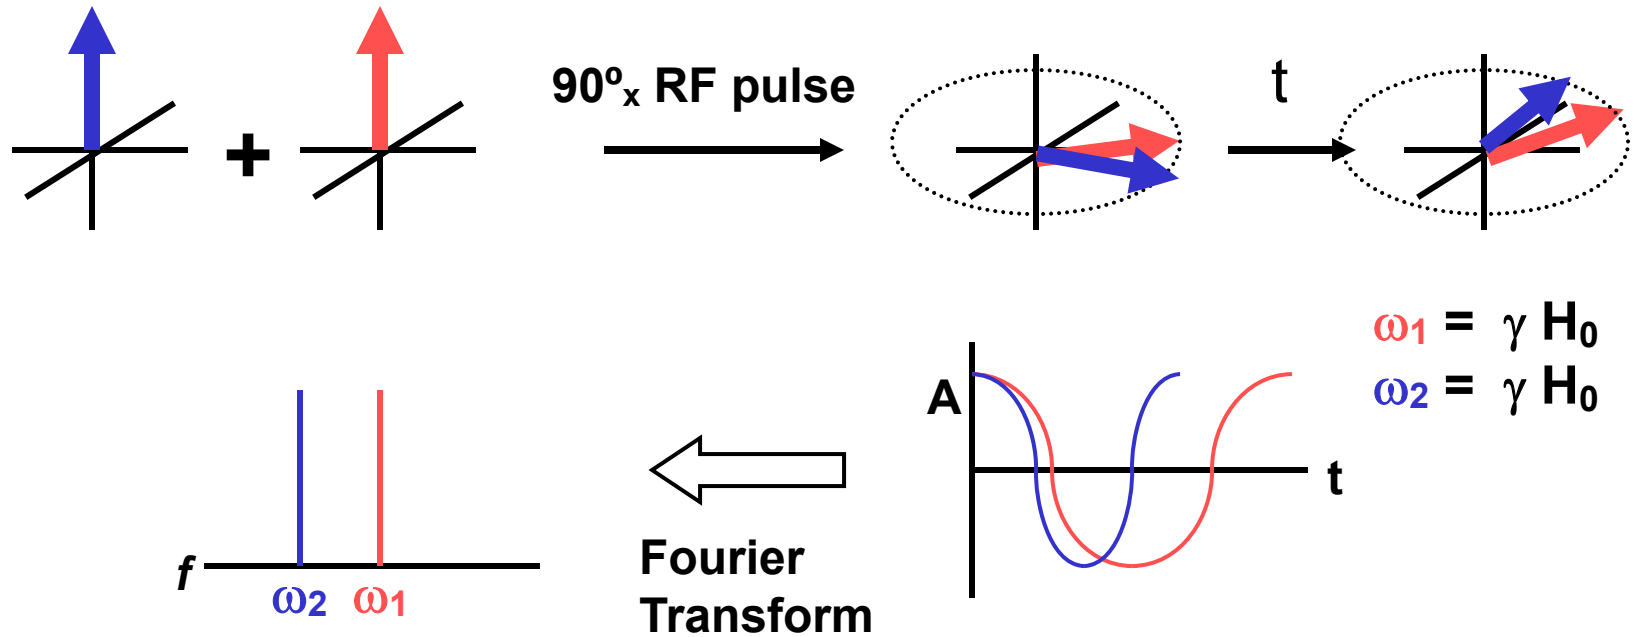 +
90ºx RF pulse
t
ω1 = γ H0
ω2 = γ H0
A
t
Fourier
Transform
f
ω2 ω1